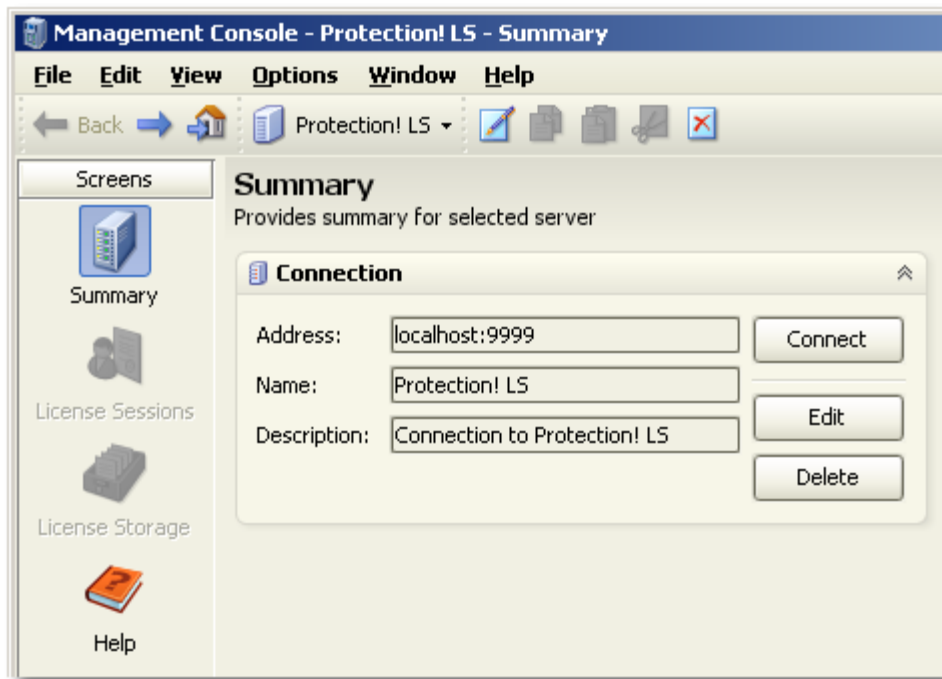 Management Console - Protection! LS - Summary
File Edit View Options Window Help
Back Protection! LS
Screens
Summary
Provides summary for selected server
Summary
Connection
Address: localhost:9999 Connect
Name: Protection! LS
Description: Connection to Protection! LS Edit
Delete
License Sessions
License Storage
Help